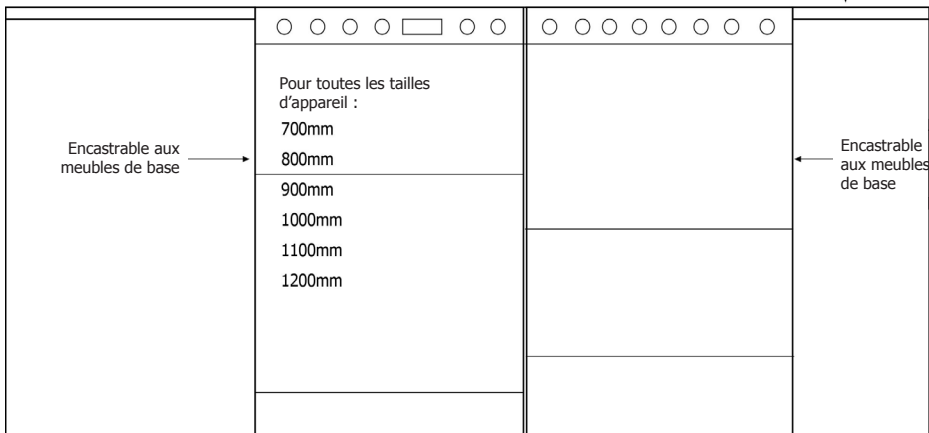 Pour toutes les tailles
d’appareil :
700mm
800mm
900mm
1000mm
1100mm
1200mm
Encastrable aux
meubles de base
Encastrable
aux meubles
de base